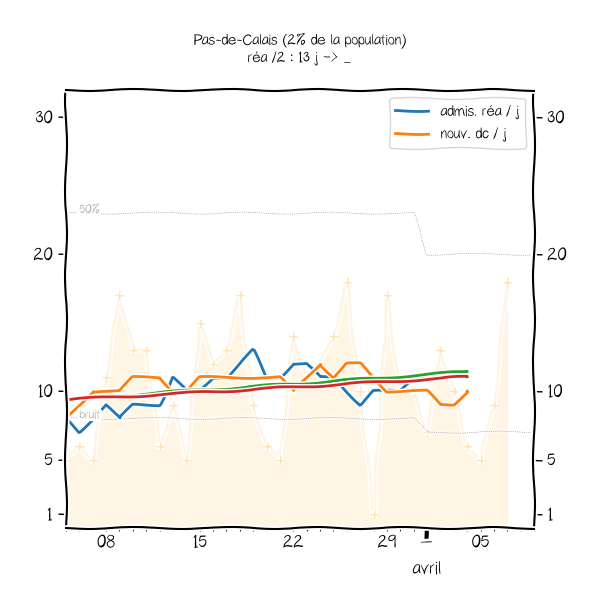 Pas-de-Calais (2% de la population)
réa /2 : 13 j -> _
admis. réa / j
nouv. dc / j
30
30
50%
20
20
10
10
bruit
5
5
1
1
08
15
22
29
05
avril